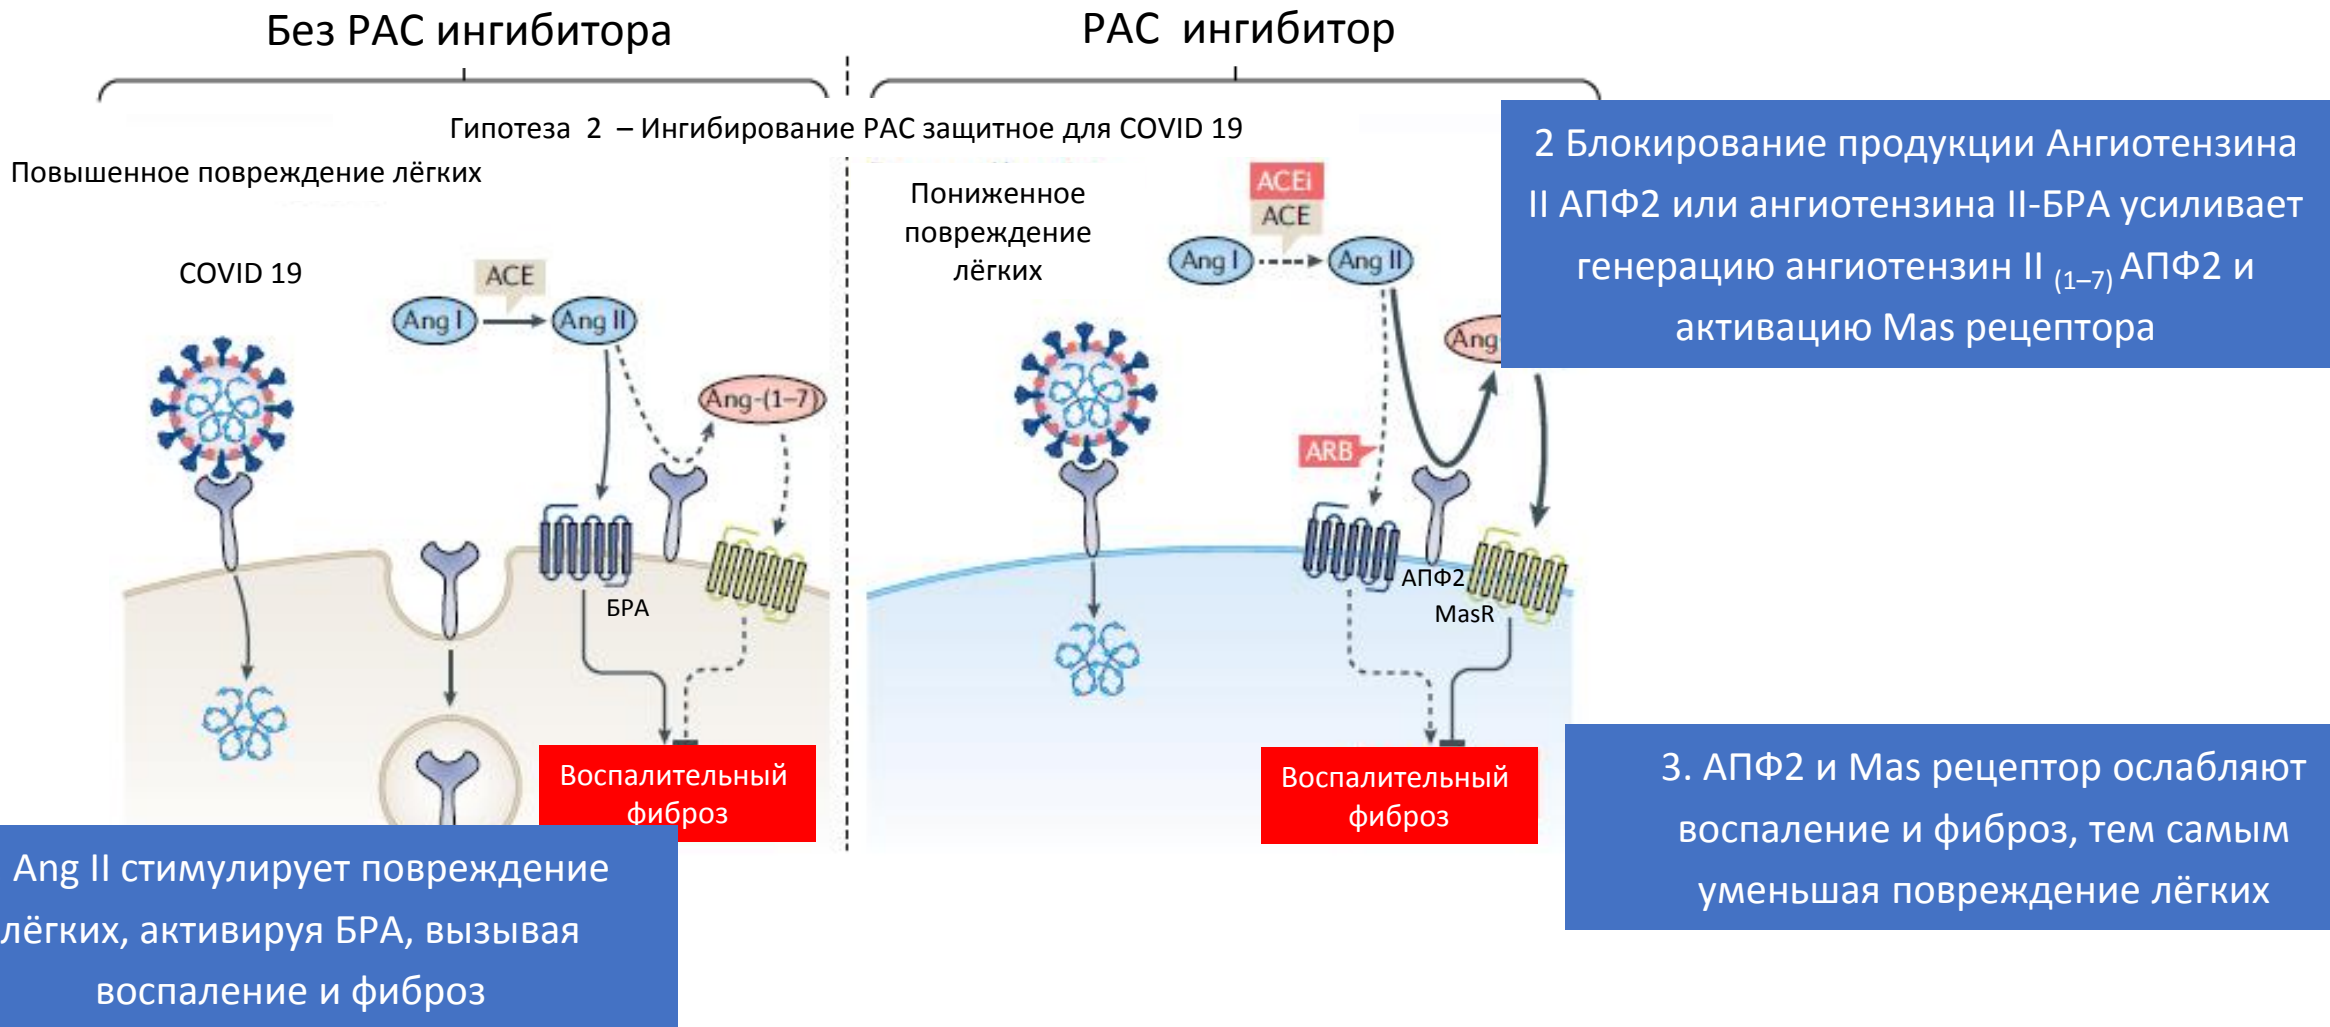 Без РАС ингибитора
РАС ингибитор
Гипотеза 2 – Ингибирование РАС защитное для COVID 19
Повышенное повреждение лёгких
COVID 19
ACE
Ang I
Ang II
Ang-(1–7)
БРА
Воспалительный
фиброз
Ang II стимулирует повреждение
лёгких, активируя БРА, вызывая
воспаление и фиброз
Пониженное
повреждение
лёгких
ACEi
ACE
Ang I
Ang II
Ang
ARB
АПФ2
MasR
Воспалительный
фиброз
2 Блокирование продукции Ангиотензина
II АПФ2 или ангиотензина II-БРА усиливает
генерацию ангиотензин II (1–7) АПФ2 и
активацию Mas рецептора
3. АПФ2 и Mas рецептор ослабляют
воспаление и фиброз, тем самым
уменьшая повреждение лёгких